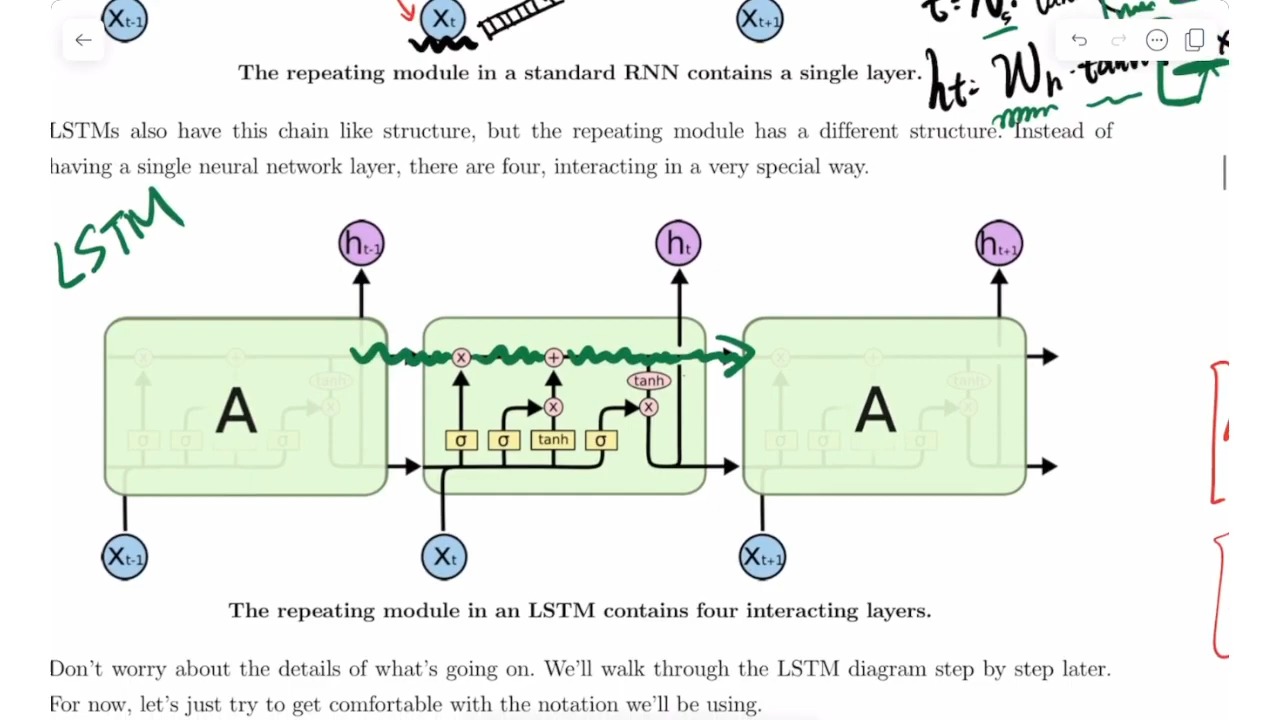 Xt-1 Xt Xt+1
ht= Wh · tanh
The repeating module in a standard RNN contains a single layer.
LSTMs also have this chain like structure, but the repeating module has a different structure. Instead of
having a single neural network layer, there are four, interacting in a very special way.
LSTM
ht-1 ht ht+1
x + x +
tanh tanh tanh
A x x x A x
σ σ σ σ σ tanh σ σ σ σ
Xt-1 Xt Xt+1
The repeating module in an LSTM contains four interacting layers.
Don't worry about the details of what's going on. We'll walk through the LSTM diagram step by step later.
For now, let's just try to get comfortable with the notation we'll be using.